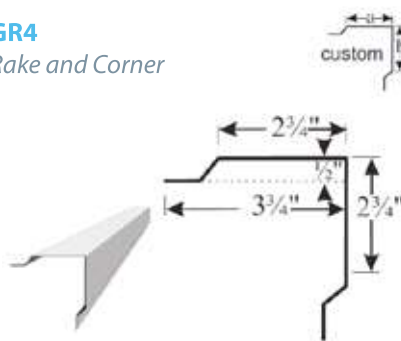 GR4
Rake and Corner
custom
2¾"
½"
3¾"
2¾"